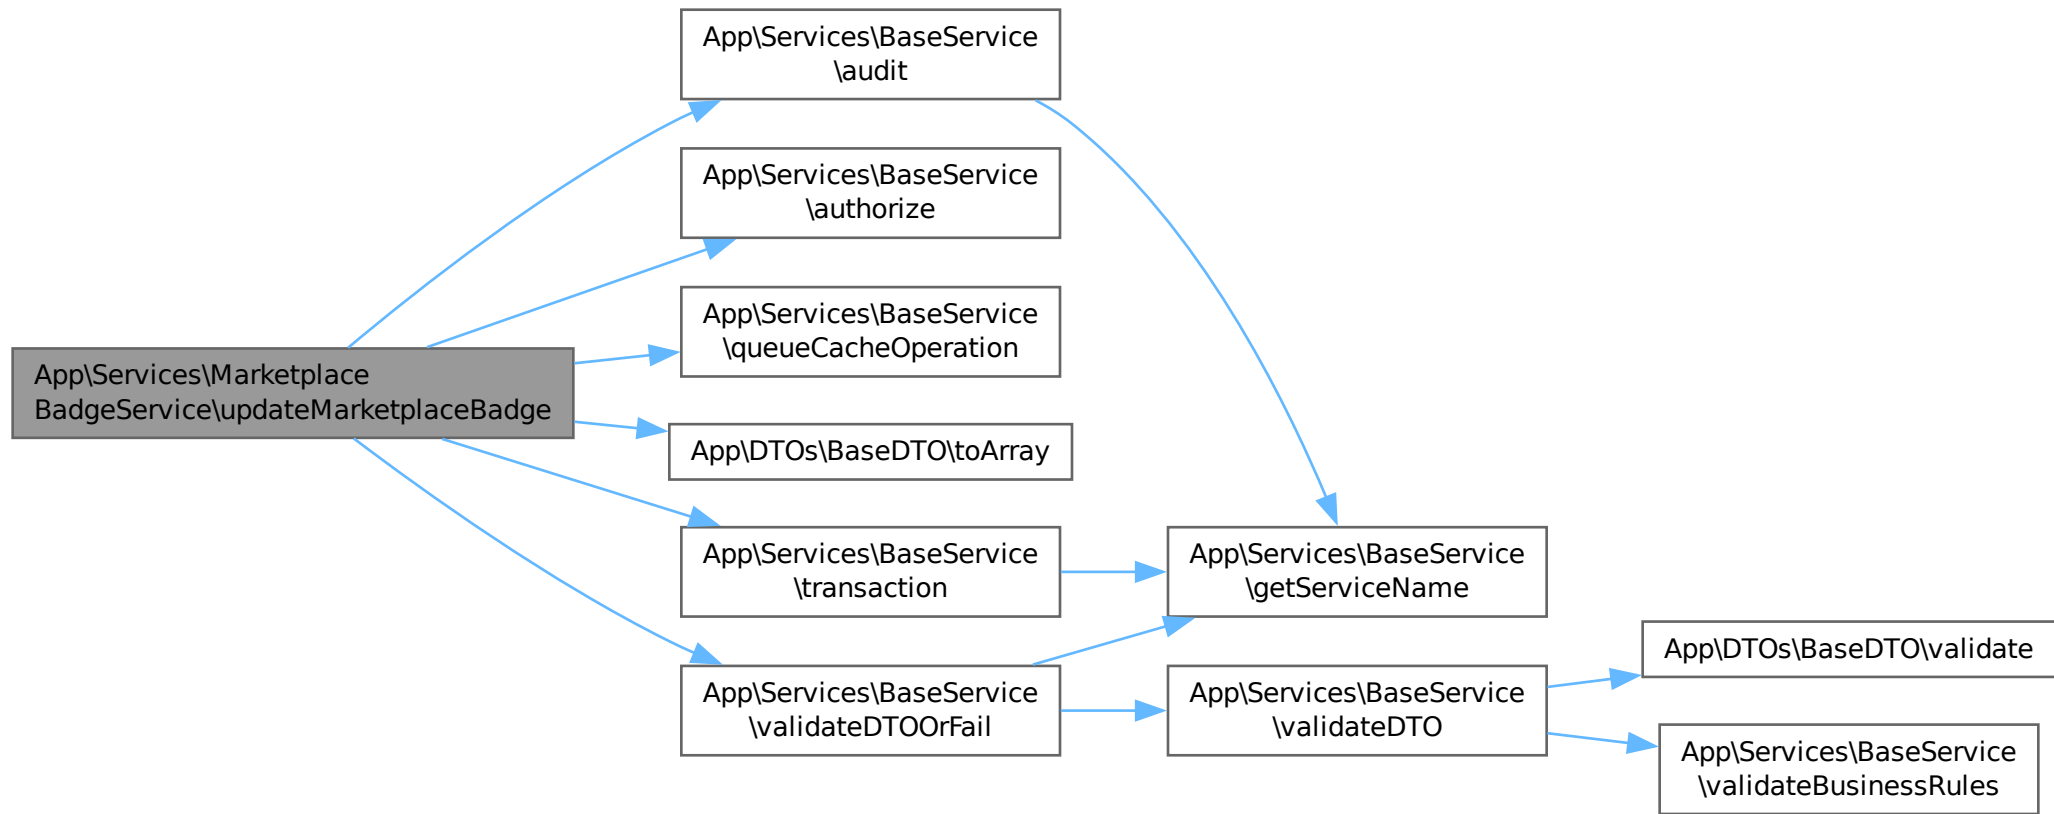 App\Services\BaseService
\audit
App\Services\BaseService
\authorize
App\Services\BaseService
\queueCacheOperation
App\Services\Marketplace
BadgeService\updateMarketplaceBadge
App\DTOs\BaseDTO\toArray
App\Services\BaseService
\transaction
App\Services\BaseService
\getServiceName
App\Services\BaseService
\validateDTOOrFail
App\Services\BaseService
\validateDTO
App\DTOs\BaseDTO\validate
App\Services\BaseService
\validateBusinessRules